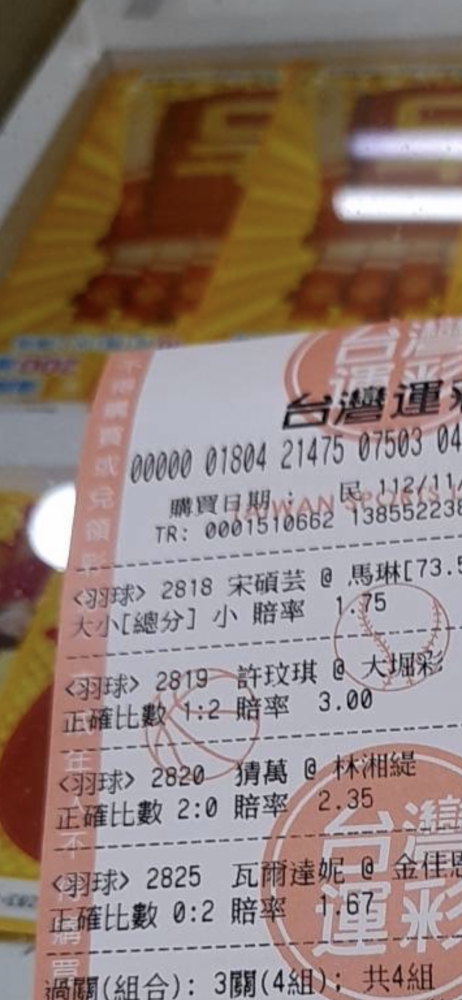 台灣運
00000 01804 21475 07503 04
購買日期: 民 112/11/
TR: 0001510662 138552238
<羽球> 2818 宋碩芸 @ 馬琳[73.5
大小[總分] 小 賠率 1.75
<羽球> 2819 許玟琪 @ 大堀彩
正確比數 1:2 賠率 3.00
<羽球> 2820 猜萬 @ 林湘緹
正確比數 2:0 賠率 2.35
<羽球> 2825 瓦爾達妮 @ 金佳恩
正確比數 0:2 賠率 1.67
過關(組合): 3關(4組); 共4組